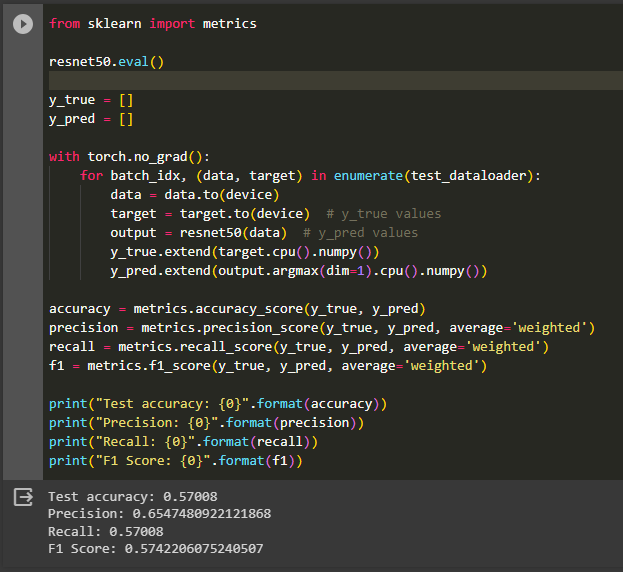 from sklearn import metrics
resnet50.eval()
y_true = []
y_pred = []
with torch.no_grad():
    for batch_idx, (data, target) in enumerate(test_dataloader):
        data = data.to(device)
        target = target.to(device)  # y_true values
        output = resnet50(data)  # y_pred values
        y_true.extend(target.cpu().numpy())
        y_pred.extend(output.argmax(dim=1).cpu().numpy())
accuracy = metrics.accuracy_score(y_true, y_pred)
precision = metrics.precision_score(y_true, y_pred, average='weighted')
recall = metrics.recall_score(y_true, y_pred, average='weighted')
f1 = metrics.f1_score(y_true, y_pred, average='weighted')
print("Test accuracy: {0}".format(accuracy))
print("Precision: {0}".format(precision))
print("Recall: {0}".format(recall))
print("F1 Score: {0}".format(f1))
Test accuracy: 0.57008
Precision: 0.6547480922121868
Recall: 0.57008
F1 Score: 0.5742206075240507